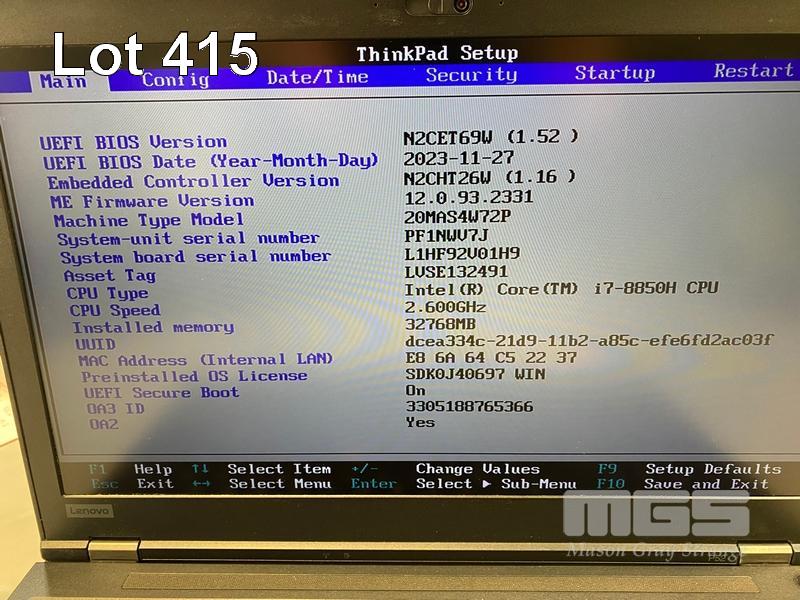 Lot 415
ThinkPad Setup
Main Config Date/Time Security Startup Restart
UEFI BIOS Version N2CET69W (1.52 )
UEFI BIOS Date (Year-Month-Day) 2023-11-27
Embedded Controller Version N2CHT26W (1.16 )
ME Firmware Version 12.0.93.2331
Machine Type Model 20MAS4W72P
System-unit serial number PF1NWV7J
System board serial number L1HF92V01H9
Asset Tag LVSE132491
CPU Type Intel(R) Core(TM) i7-8850H CPU
CPU Speed 2.600GHz
Installed memory 32768MB
UUID dcea334c-21d9-11b2-a85c-efe6fd2ac03f
MAC Address (Internal LAN) E8 6A 64 C5 22 37
Preinstalled OS License SDK0J40697 WIN
UEFI Secure Boot On
OA3 ID 3305188765366
OA2 Yes
F1 Help ↑↓ Select Item +/- Change Values F9 Setup Defaults
Esc Exit ↔ Select Menu Enter Select ▶ Sub-Menu F10 Save and Exit
Lenovo
MGS
Mason Gray Strange
P52